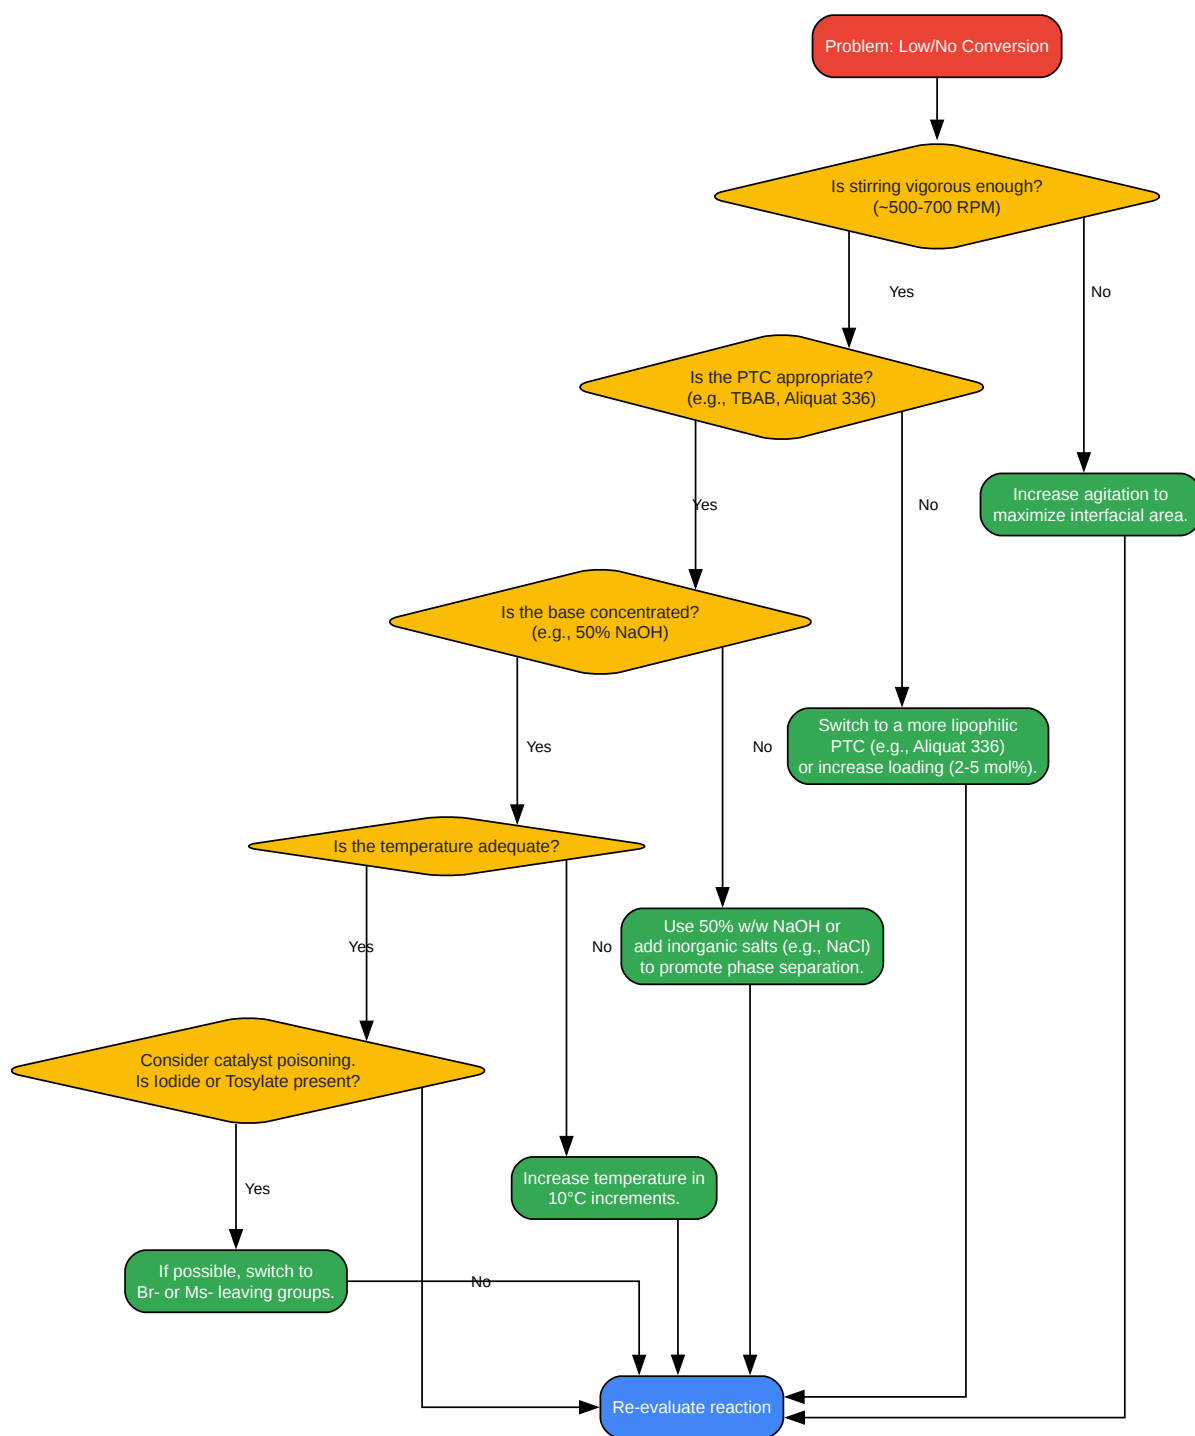 Problem: Low/No Conversion
Is stirring vigorous enough?
(~500-700 RPM)
Yes
No
Is the PTC appropriate?
(e.g., TBAB, Aliquat 336)
Yes
No
Increase agitation to
maximize interfacial area.
Is the base concentrated?
(e.g., 50% NaOH)
Yes
No
Switch to a more lipophilic
PTC (e.g., Aliquat 336)
or increase loading (2-5 mol%).
Is the temperature adequate?
Yes
No
Use 50% w/w NaOH or
add inorganic salts (e.g., NaCl)
to promote phase separation.
Consider catalyst poisoning.
Is Iodide or Tosylate present?
Yes
No
Increase temperature in
10°C increments.
If possible, switch to
Br- or Ms- leaving groups.
Re-evaluate reaction